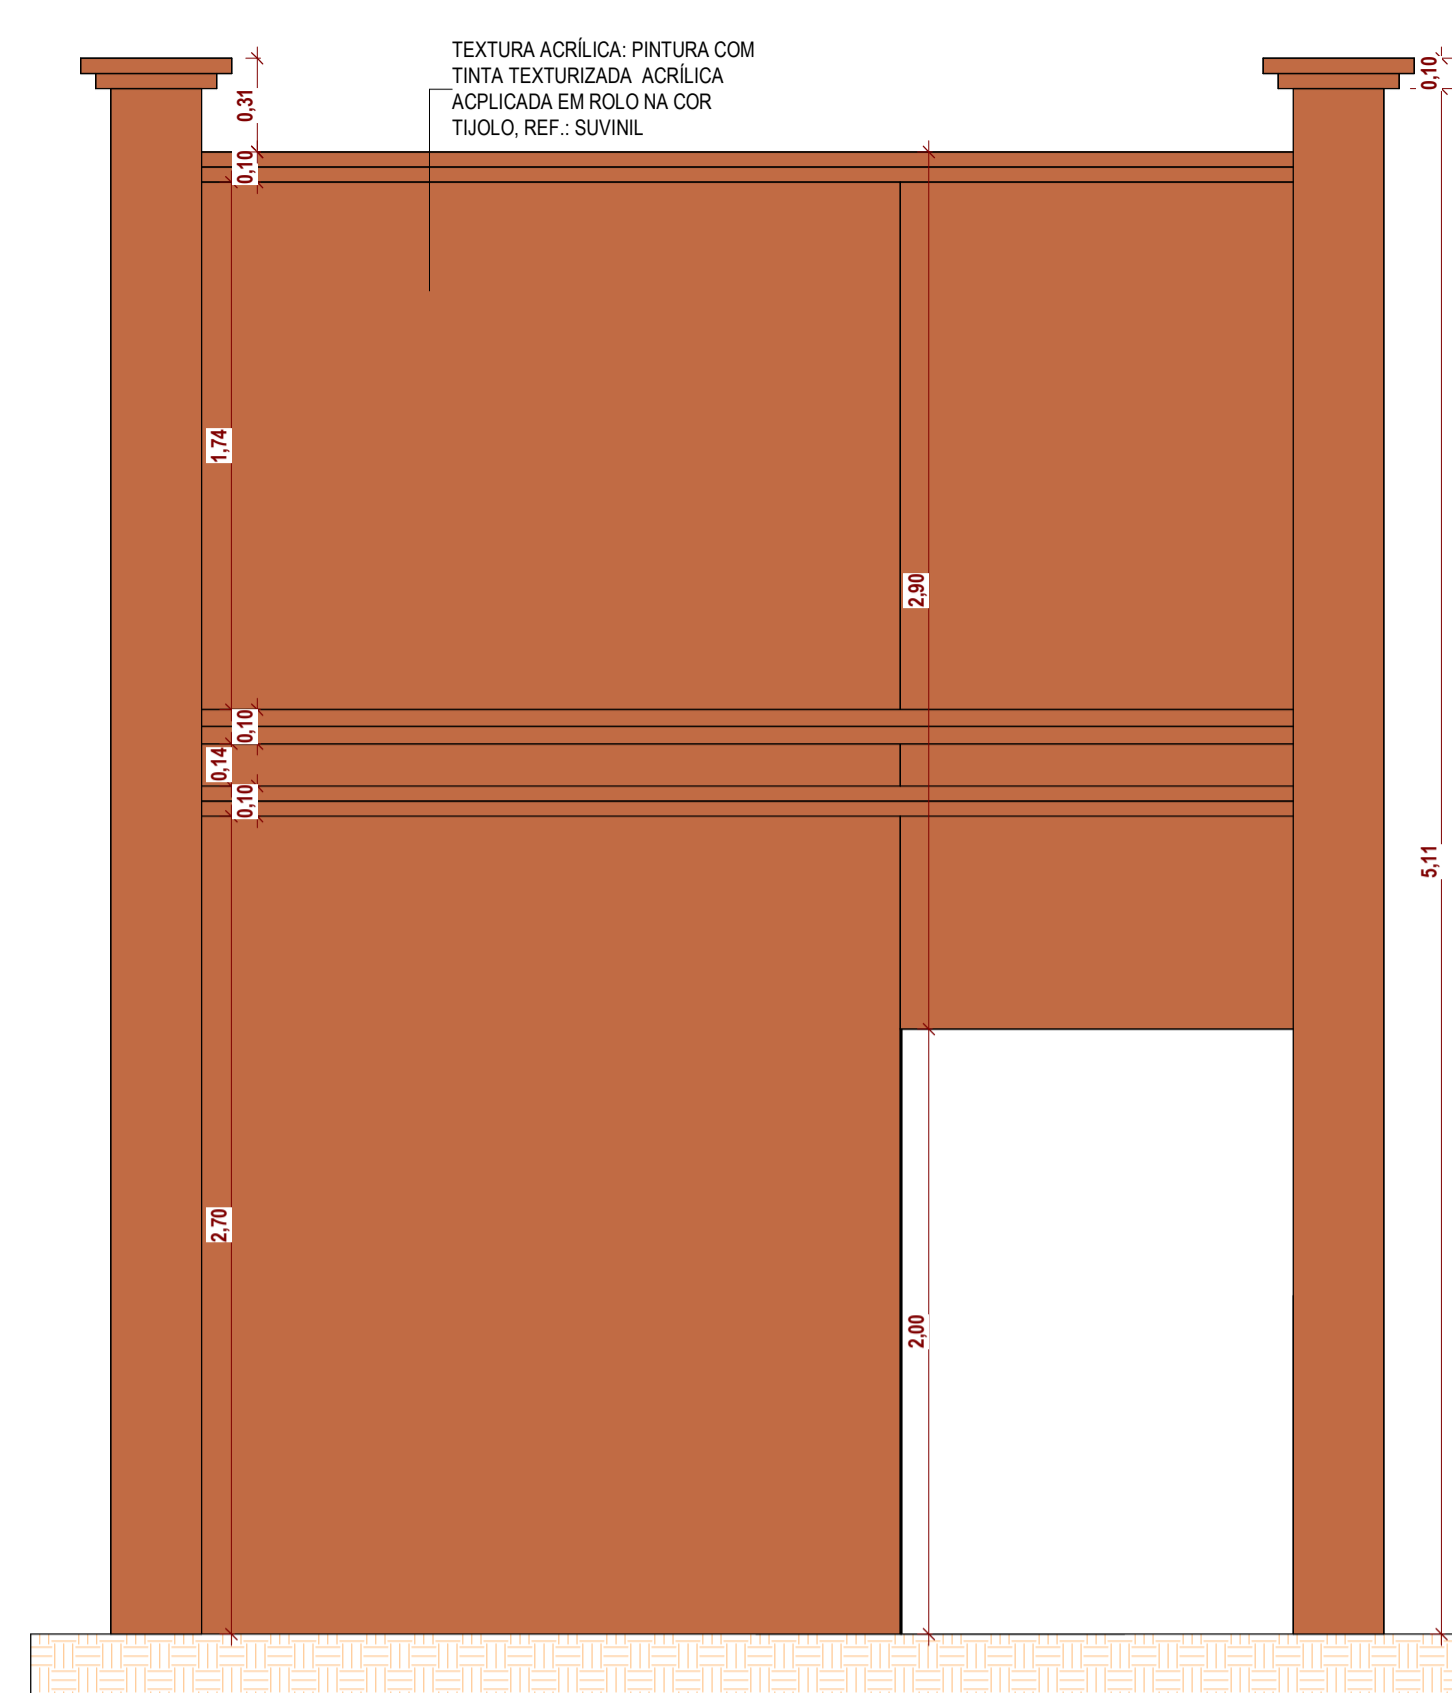 TEXTURA ACRÍLICA: PINTURA COM
TINTA TEXTURIZADA ACRÍLICA
ACPLICADA EM ROLO NA COR
TIJOLO, REF.: SUVINIL
0,31
0,10
1,74
0,10
0,14
0,10
2,70
2,90
2,00
0,10
5,11